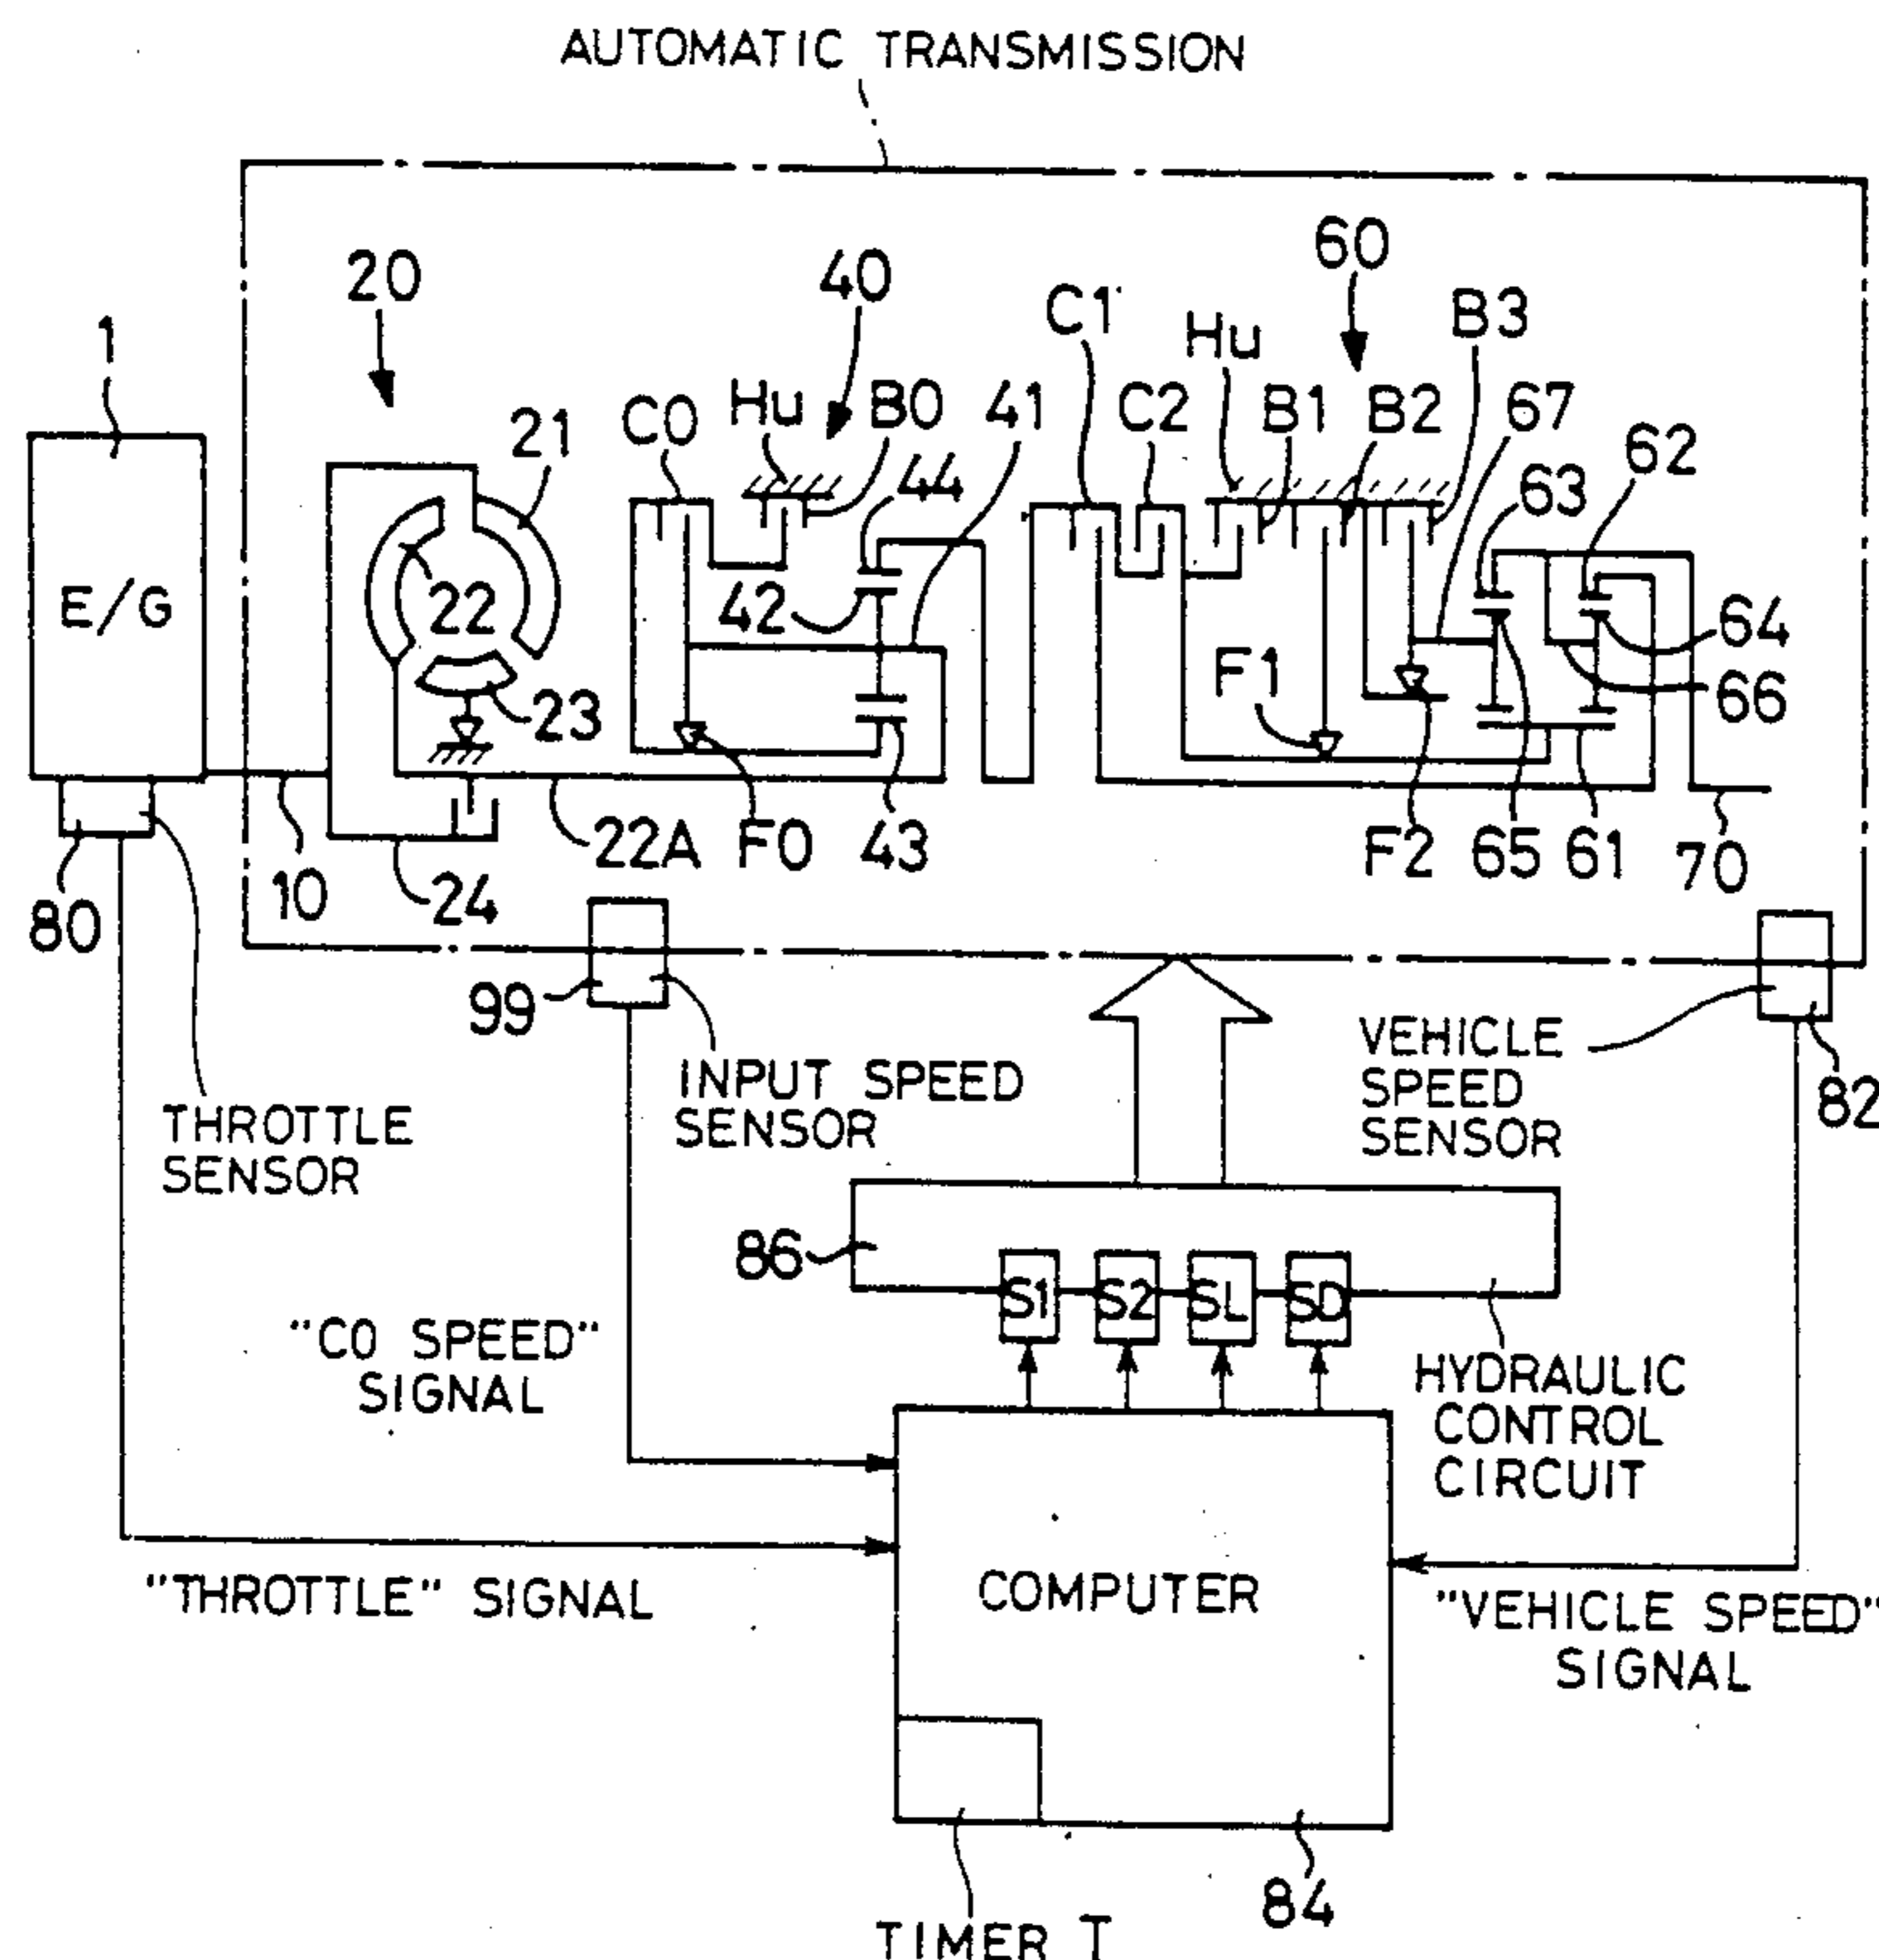 AUTOMATIC TRANSMISSION
60
20
40
C1
B3
1
Hu
C0
Hu
B0
41
C2
B1
B2
67
21
62
44
63
E/G
22
42
64
23
F1
66
22A
F0
43
F2
65
61
70
10
24
80
99
VEHICLE
SPEED
SENSOR
82
INPUT SPEED
SENSOR
THROTTLE
SENSOR
86
S1
S2
SL
SD
"C0 SPEED"
SIGNAL
HYDRAULIC
CONTROL
CIRCUIT
COMPUTER
"THROTTLE" SIGNAL
"VEHICLE SPEED"
SIGNAL
84
TIMER T